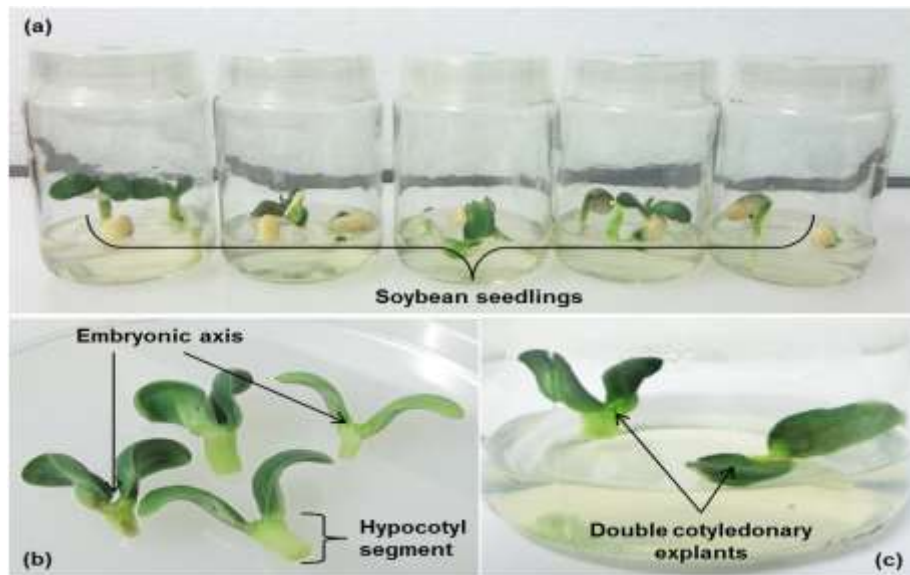 (a)
Soybean seedlings
Embryonic axis
Hypocotyl
segment
(b)
Double cotyledonary
explants
(c)